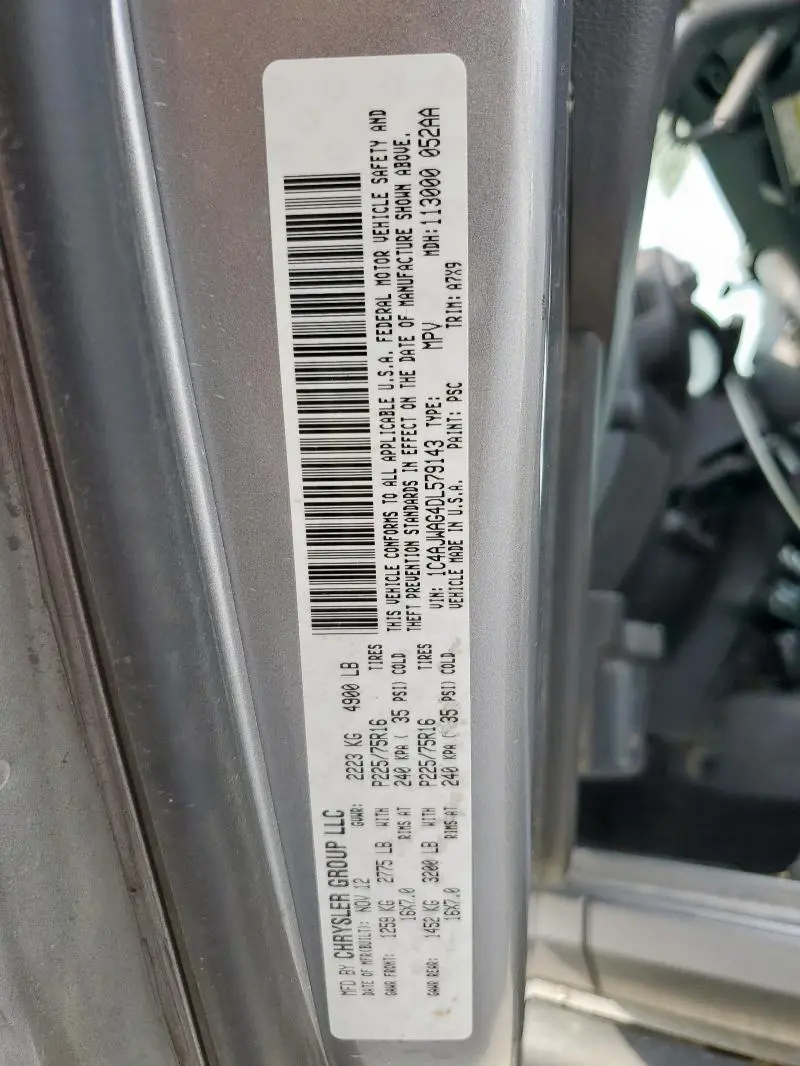 MFD BY CHRYSLER GROUP LLC
DATE OF MFR(BUILT): NOV 12 GVWR: 2223 KG 4900 LB
GAWR FRONT: 1259 KG 2775 LB WITH P225/75R16 TIRES
16X7.0 RIMS AT 240 KPA ( 35 PSI) COLD
GAWR REAR: 1452 KG 3200 LB WITH P225/75R16 TIRES
16X7.0 RIMS AT 240 KPA ( 35 PSI) COLD
THIS VEHICLE CONFORMS TO ALL APPLICABLE U.S.A. FEDERAL MOTOR VEHICLE SAFETY AND
THEFT PREVENTION STANDARDS IN EFFECT ON THE DATE OF MANUFACTURE SHOWN ABOVE.
VIN: 1C4AJWAG4DL579143 TYPE: MPV MDH: 113000 052AA
VEHICLE MADE IN U.S.A. PAINT: PSC TRIM: A7X9